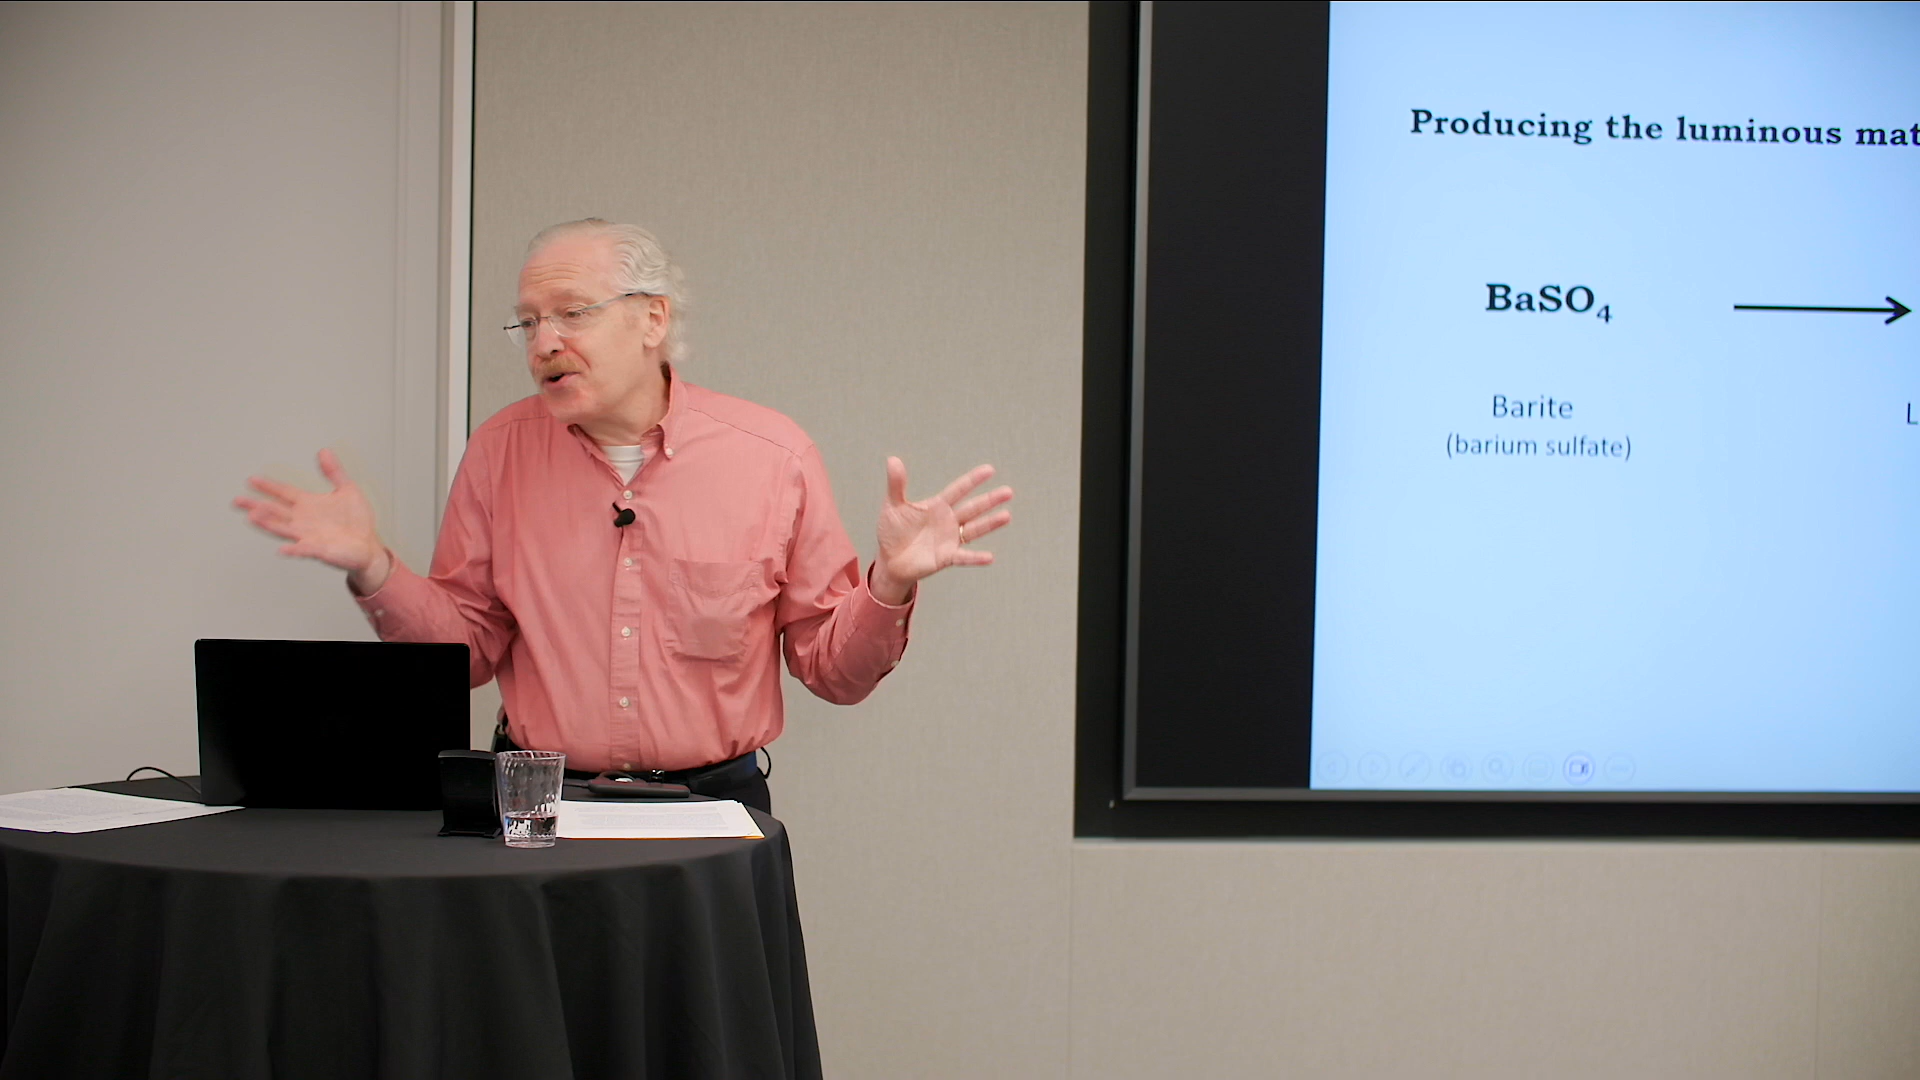 Producing the luminous mat
BaSO₄
Barite
(barium sulfate)
L